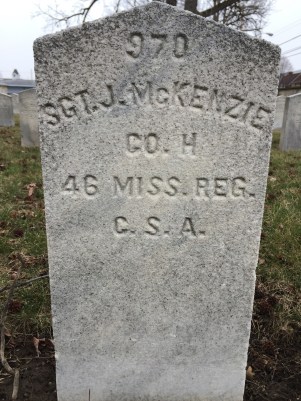 970
SGT. J. McKENZIE
CO. H
46 MISS. REG.
C. S. A.